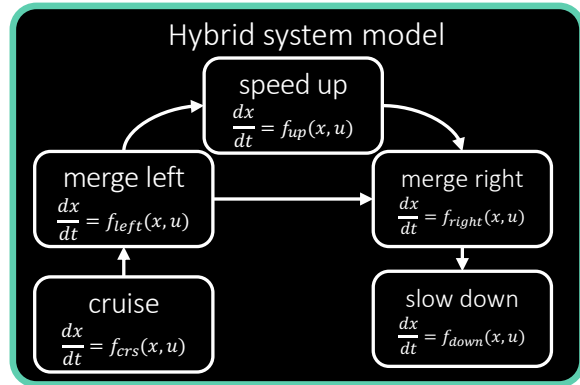 Hybrid system model
speed up
dx/dt = f_up(x, u)
merge left
dx/dt = f_left(x, u)
merge right
dx/dt = f_right(x, u)
cruise
dx/dt = f_crs(x, u)
slow down
dx/dt = f_down(x, u)